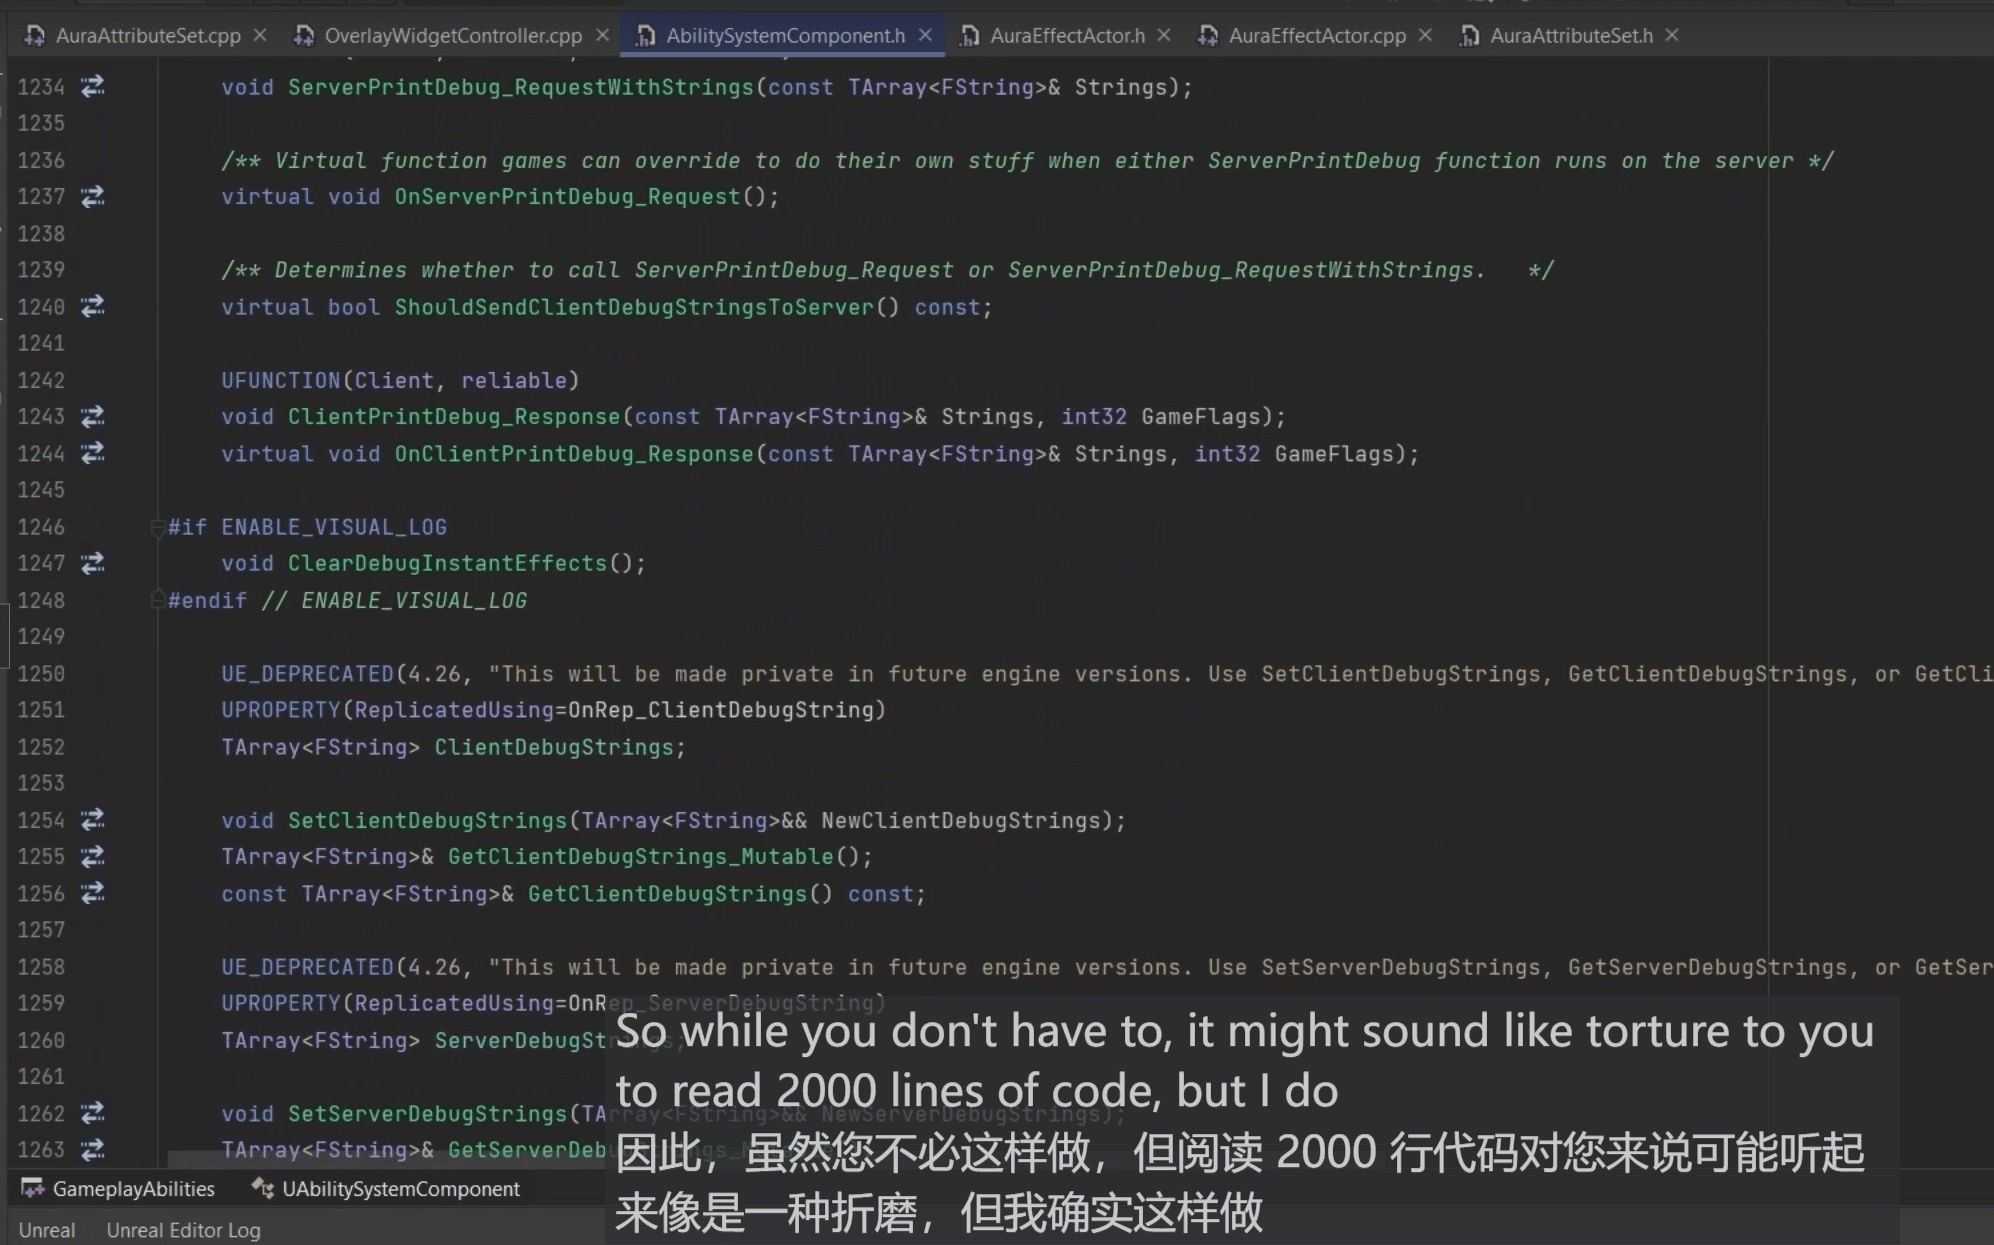 AuraAttributeSet.cpp OverlayWidgetController.cpp AbilitySystemComponent.h AuraEffectActor.h AuraEffectActor.cpp AuraAttributeSet.h
1234 void ServerPrintDebug_RequestWithStrings(const TArray<FString>& Strings);
1235
1236 /** Virtual function games can override to do their own stuff when either ServerPrintDebug function runs on the server */
1237 virtual void OnServerPrintDebug_Request();
1238
1239 /** Determines whether to call ServerPrintDebug_Request or ServerPrintDebug_RequestWithStrings.   */
1240 virtual bool ShouldSendClientDebugStringsToServer() const;
1241
1242 UFUNCTION(Client, reliable)
1243 void ClientPrintDebug_Response(const TArray<FString>& Strings, int32 GameFlags);
1244 virtual void OnClientPrintDebug_Response(const TArray<FString>& Strings, int32 GameFlags);
1245
1246 #if ENABLE_VISUAL_LOG
1247 void ClearDebugInstantEffects();
1248 #endif // ENABLE_VISUAL_LOG
1249
1250 UE_DEPRECATED(4.26, "This will be made private in future engine versions. Use SetClientDebugStrings, GetClientDebugStrings, or GetCli
1251 UPROPERTY(ReplicatedUsing=OnRep_ClientDebugString)
1252 TArray<FString> ClientDebugStrings;
1253
1254 void SetClientDebugStrings(TArray<FString>&& NewClientDebugStrings);
1255 TArray<FString>& GetClientDebugStrings_Mutable();
1256 const TArray<FString>& GetClientDebugStrings() const;
1257
1258 UE_DEPRECATED(4.26, "This will be made private in future engine versions. Use SetServerDebugStrings, GetServerDebugStrings, or GetSer
1259 UPROPERTY(ReplicatedUsing=OnRep_ServerDebugString)
1260 TArray<FString> ServerDebugStrings;
1261
1262 void SetServerDebugStrings(TArray<FString>&& NewServerDebugStrings);
1263 TArray<FString>& GetServerDebugStrings_M
So while you don't have to, it might sound like torture to you
to read 2000 lines of code, but I do
因此，虽然您不必这样做，但阅读 2000 行代码对您来说可能听起
来像是一种折磨，但我确实这样做
GameplayAbilities UAbilitySystemComponent
Unreal Unreal Editor Log